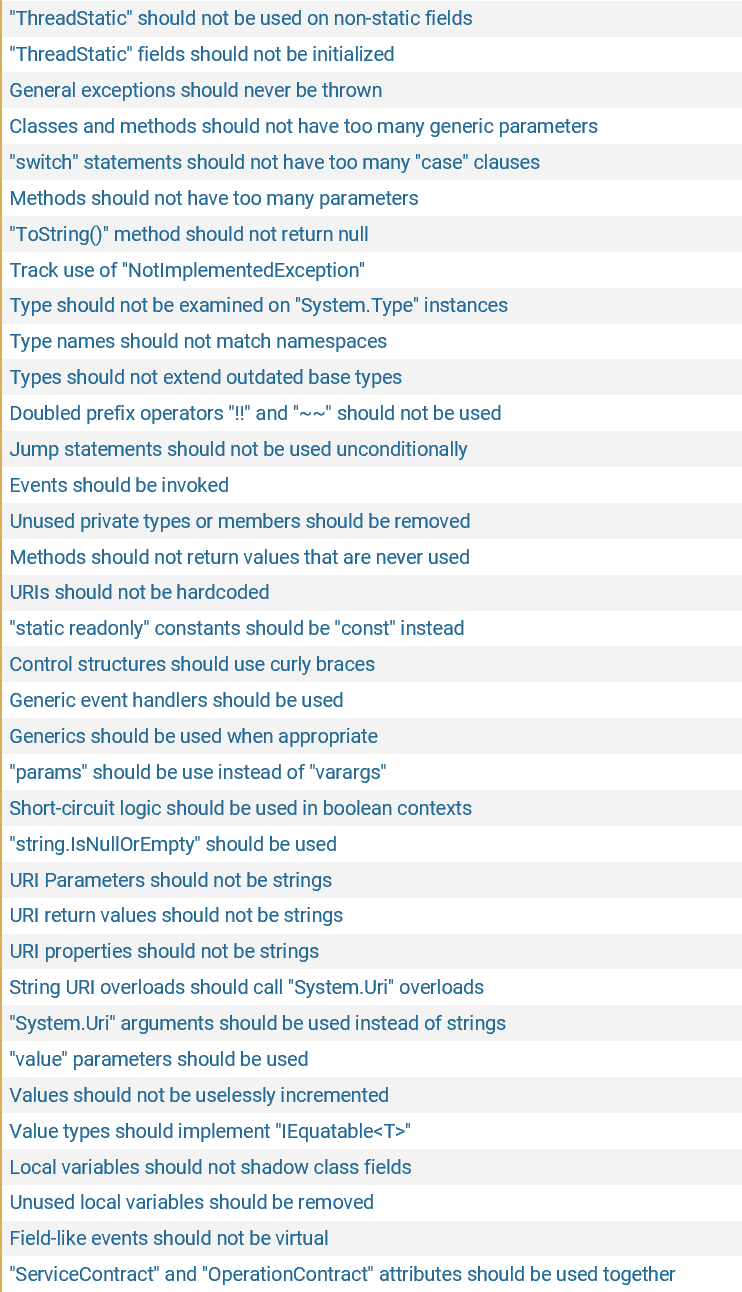 "ThreadStatic" should not be used on non-static fields
"ThreadStatic" fields should not be initialized
General exceptions should never be thrown
Classes and methods should not have too many generic parameters
"switch" statements should not have too many "case" clauses
Methods should not have too many parameters
"ToString()" method should not return null
Track use of "NotImplementedException"
Type should not be examined on "System.Type" instances
Type names should not match namespaces
Types should not extend outdated base types
Doubled prefix operators "!!" and "~~" should not be used
Jump statements should not be used unconditionally
Events should be invoked
Unused private types or members should be removed
Methods should not return values that are never used
URIs should not be hardcoded
"static readonly" constants should be "const" instead
Control structures should use curly braces
Generic event handlers should be used
Generics should be used when appropriate
"params" should be use instead of "varargs"
Short-circuit logic should be used in boolean contexts
"string.IsNullOrEmpty" should be used
URI Parameters should not be strings
URI return values should not be strings
URI properties should not be strings
String URI overloads should call "System.Uri" overloads
"System.Uri" arguments should be used instead of strings
"value" parameters should be used
Values should not be uselessly incremented
Value types should implement "IEquatable<T>"
Local variables should not shadow class fields
Unused local variables should be removed
Field-like events should not be virtual
"ServiceContract" and "OperationContract" attributes should be used together